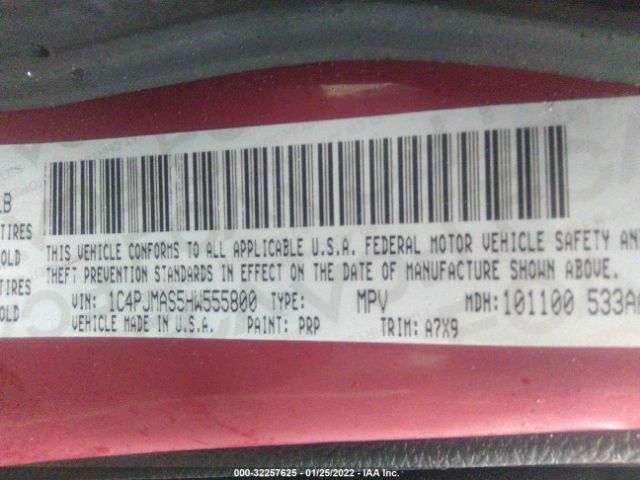 LB
TIRES
OLD
TIRES
OLD
THIS VEHICLE CONFORMS TO ALL APPLICABLE U.S.A. FEDERAL MOTOR VEHICLE SAFETY AN
THEFT PREVENTION STANDARDS IN EFFECT ON THE DATE OF MANUFACTURE SHOWN ABOVE.
VIN: 1C4PJMAS5HW555800 TYPE: MPV MDH: 101100 533A
VEHICLE MADE IN U.S.A. PAINT: PRP TRIM: A7X9
000-32257625 - 01/25/2022 - IAA Inc.